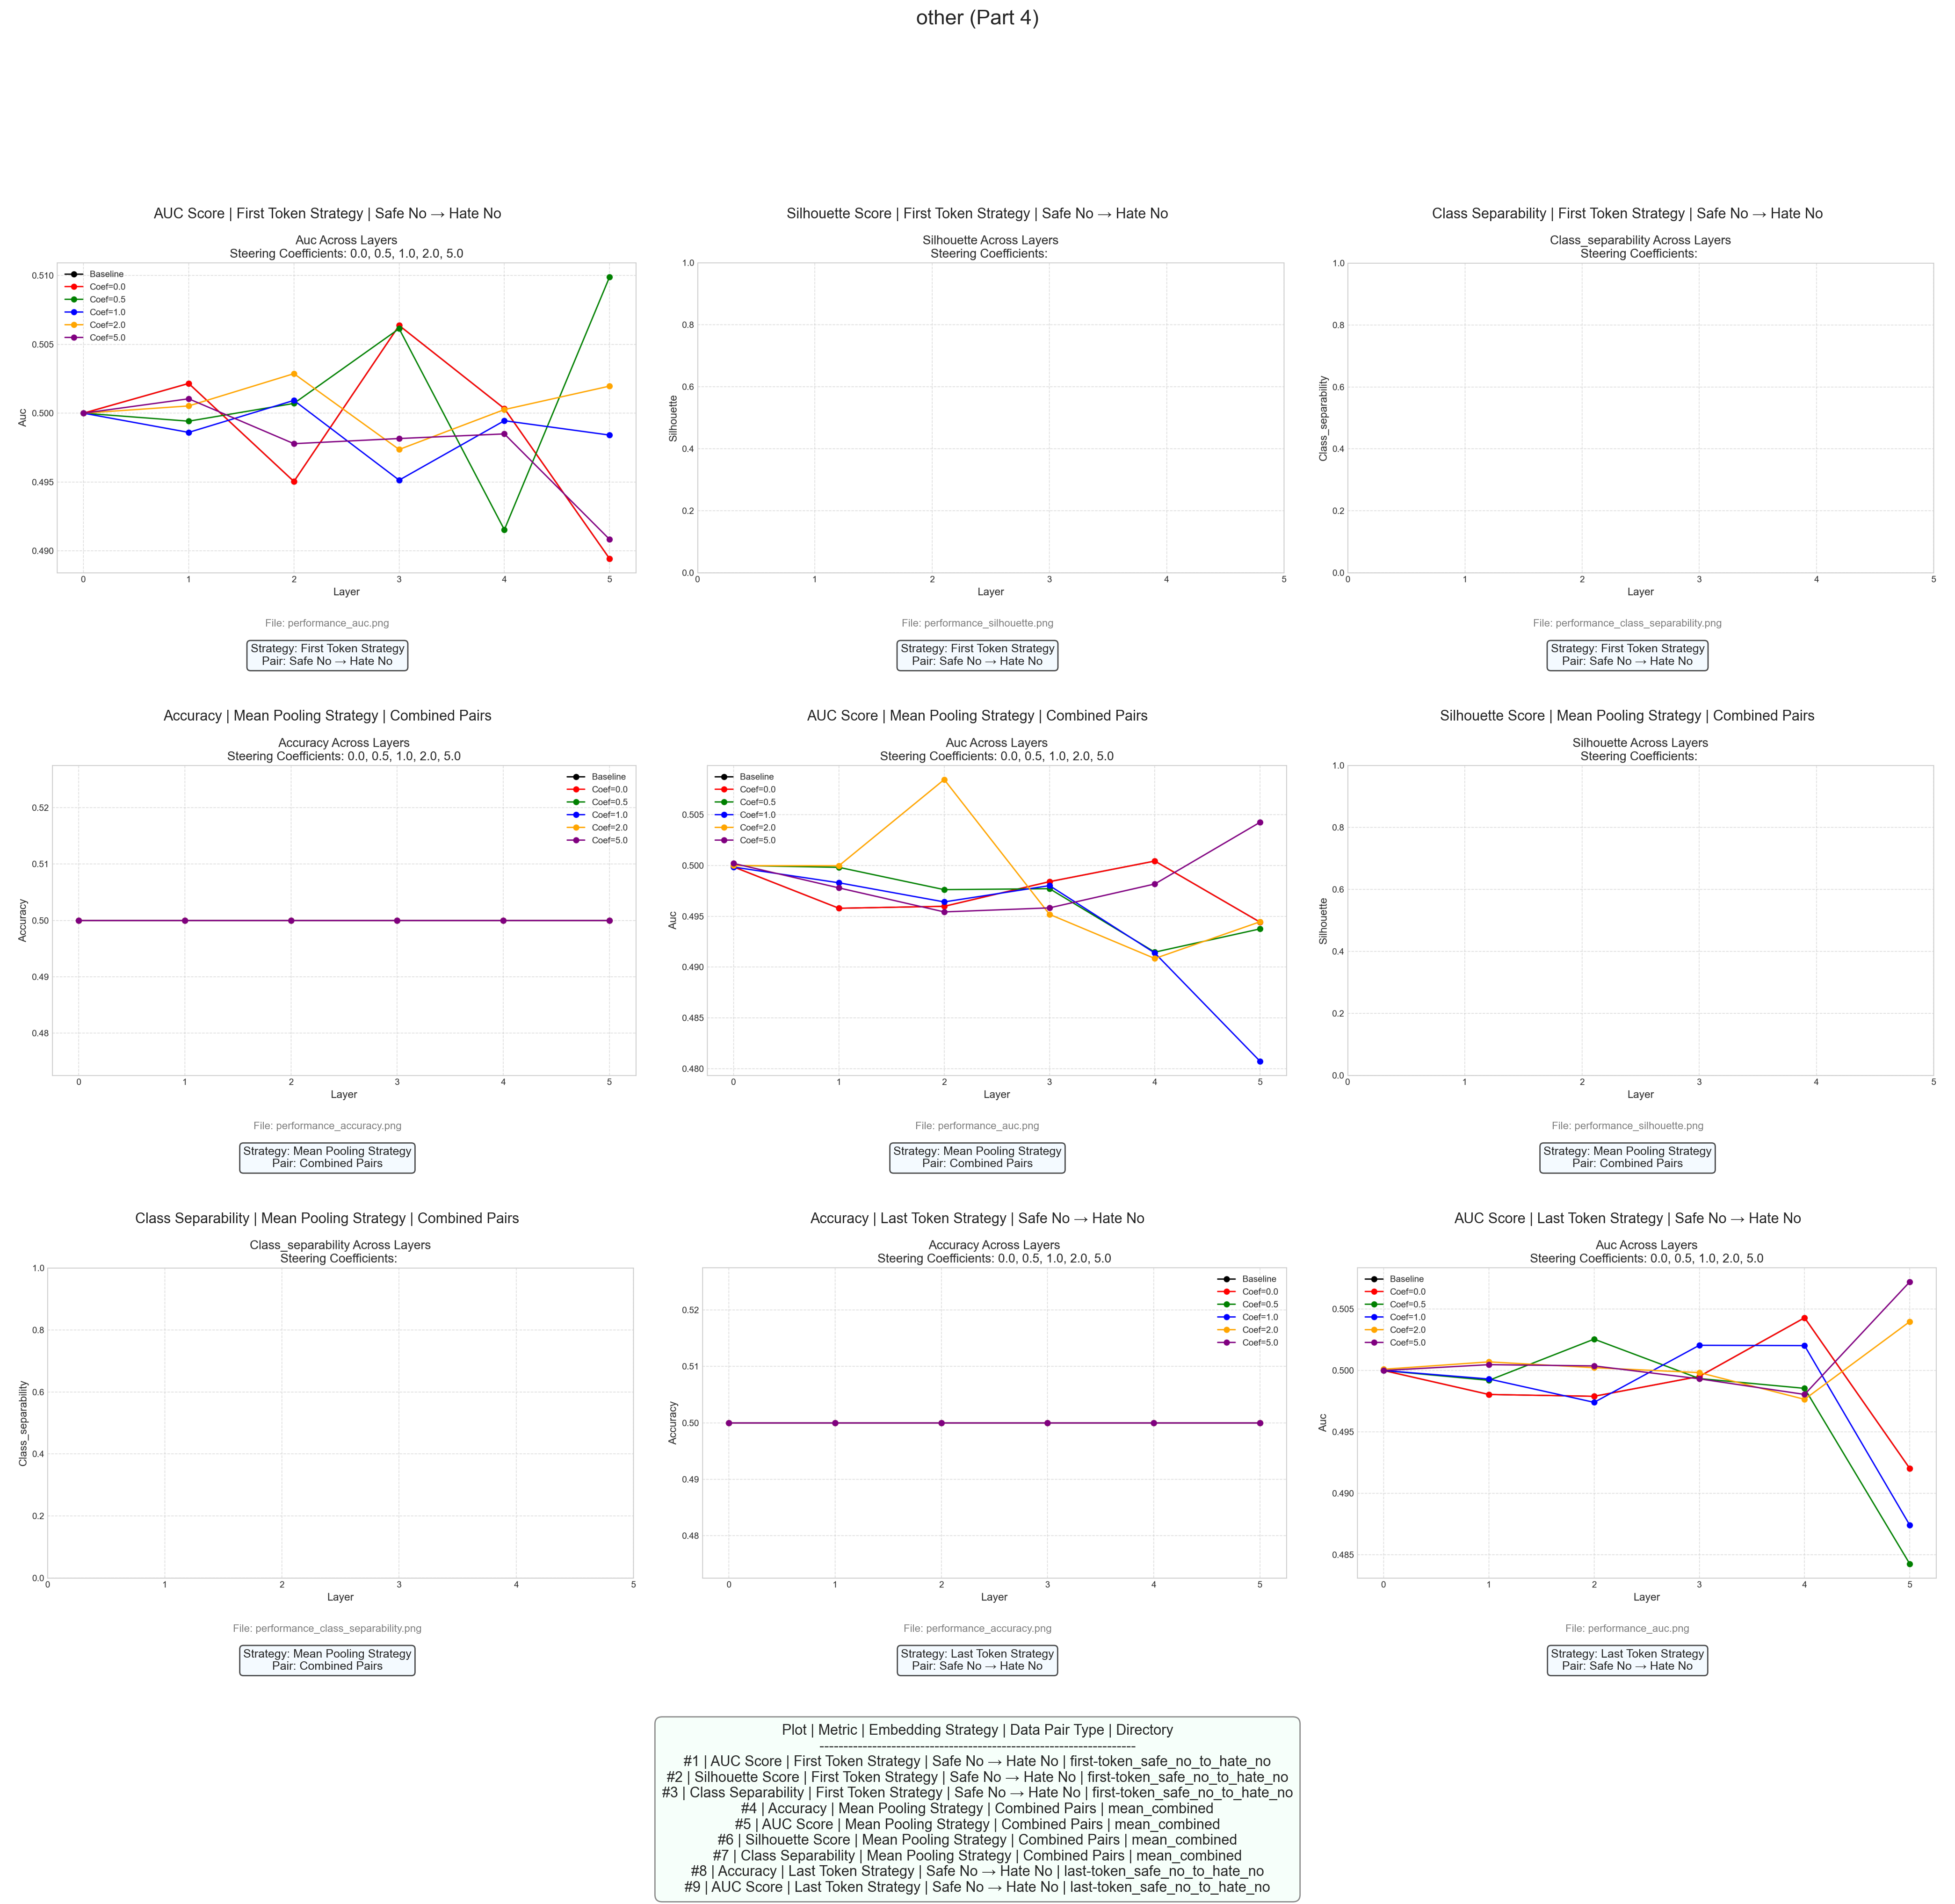 other (Part 4)
AUC Score | First Token Strategy | Safe No → Hate No
Auc Across Layers
Steering Coefficients: 0.0, 0.5, 1.0, 2.0, 5.0
0.510
0.505
0.500
0.495
0.490
Auc
Baseline
Coef=0.0
Coef=0.5
Coef=1.0
Coef=2.0
Coef=5.0
0 1 2 3 4 5
Layer
File: performance_auc.png
Strategy: First Token Strategy
Pair: Safe No → Hate No
Silhouette Score | First Token Strategy | Safe No → Hate No
Silhouette Across Layers
Steering Coefficients:
1.0
0.8
0.6
0.4
0.2
0.0
Silhouette
0 1 2 3 4 5
Layer
File: performance_silhouette.png
Strategy: First Token Strategy
Pair: Safe No → Hate No
Class Separability | First Token Strategy | Safe No → Hate No
Class_separability Across Layers
Steering Coefficients:
1.0
0.8
0.6
0.4
0.2
0.0
Class_separability
0 1 2 3 4 5
Layer
File: performance_class_separability.png
Strategy: First Token Strategy
Pair: Safe No → Hate No
Accuracy | Mean Pooling Strategy | Combined Pairs
Accuracy Across Layers
Steering Coefficients: 0.0, 0.5, 1.0, 2.0, 5.0
0.52
0.51
0.50
0.49
0.48
Accuracy
Baseline
Coef=0.0
Coef=0.5
Coef=1.0
Coef=2.0
Coef=5.0
0 1 2 3 4 5
Layer
File: performance_accuracy.png
Strategy: Mean Pooling Strategy
Pair: Combined Pairs
AUC Score | Mean Pooling Strategy | Combined Pairs
Auc Across Layers
Steering Coefficients: 0.0, 0.5, 1.0, 2.0, 5.0
0.505
0.500
0.495
0.490
0.485
0.480
Auc
Baseline
Coef=0.0
Coef=0.5
Coef=1.0
Coef=2.0
Coef=5.0
0 1 2 3 4 5
Layer
File: performance_auc.png
Strategy: Mean Pooling Strategy
Pair: Combined Pairs
Silhouette Score | Mean Pooling Strategy | Combined Pairs
Silhouette Across Layers
Steering Coefficients:
1.0
0.8
0.6
0.4
0.2
0.0
Silhouette
0 1 2 3 4 5
Layer
File: performance_silhouette.png
Strategy: Mean Pooling Strategy
Pair: Combined Pairs
Class Separability | Mean Pooling Strategy | Combined Pairs
Class_separability Across Layers
Steering Coefficients:
1.0
0.8
0.6
0.4
0.2
0.0
Class_separability
0 1 2 3 4 5
Layer
File: performance_class_separability.png
Strategy: Mean Pooling Strategy
Pair: Combined Pairs
Accuracy | Last Token Strategy | Safe No → Hate No
Accuracy Across Layers
Steering Coefficients: 0.0, 0.5, 1.0, 2.0, 5.0
0.52
0.51
0.50
0.49
0.48
Accuracy
Baseline
Coef=0.0
Coef=0.5
Coef=1.0
Coef=2.0
Coef=5.0
0 1 2 3 4 5
Layer
File: performance_accuracy.png
Strategy: Last Token Strategy
Pair: Safe No → Hate No
AUC Score | Last Token Strategy | Safe No → Hate No
Auc Across Layers
Steering Coefficients: 0.0, 0.5, 1.0, 2.0, 5.0
0.505
0.500
0.495
0.490
0.485
Auc
Baseline
Coef=0.0
Coef=0.5
Coef=1.0
Coef=2.0
Coef=5.0
0 1 2 3 4 5
Layer
File: performance_auc.png
Strategy: Last Token Strategy
Pair: Safe No → Hate No
Plot | Metric | Embedding Strategy | Data Pair Type | Directory
------------------------------------------------------------------
#1 | AUC Score | First Token Strategy | Safe No → Hate No | first-token_safe_no_to_hate_no
#2 | Silhouette Score | First Token Strategy | Safe No → Hate No | first-token_safe_no_to_hate_no
#3 | Class Separability | First Token Strategy | Safe No → Hate No | first-token_safe_no_to_hate_no
#4 | Accuracy | Mean Pooling Strategy | Combined Pairs | mean_combined
#5 | AUC Score | Mean Pooling Strategy | Combined Pairs | mean_combined
#6 | Silhouette Score | Mean Pooling Strategy | Combined Pairs | mean_combined
#7 | Class Separability | Mean Pooling Strategy | Combined Pairs | mean_combined
#8 | Accuracy | Last Token Strategy | Safe No → Hate No | last-token_safe_no_to_hate_no
#9 | AUC Score | Last Token Strategy | Safe No → Hate No | last-token_safe_no_to_hate_no